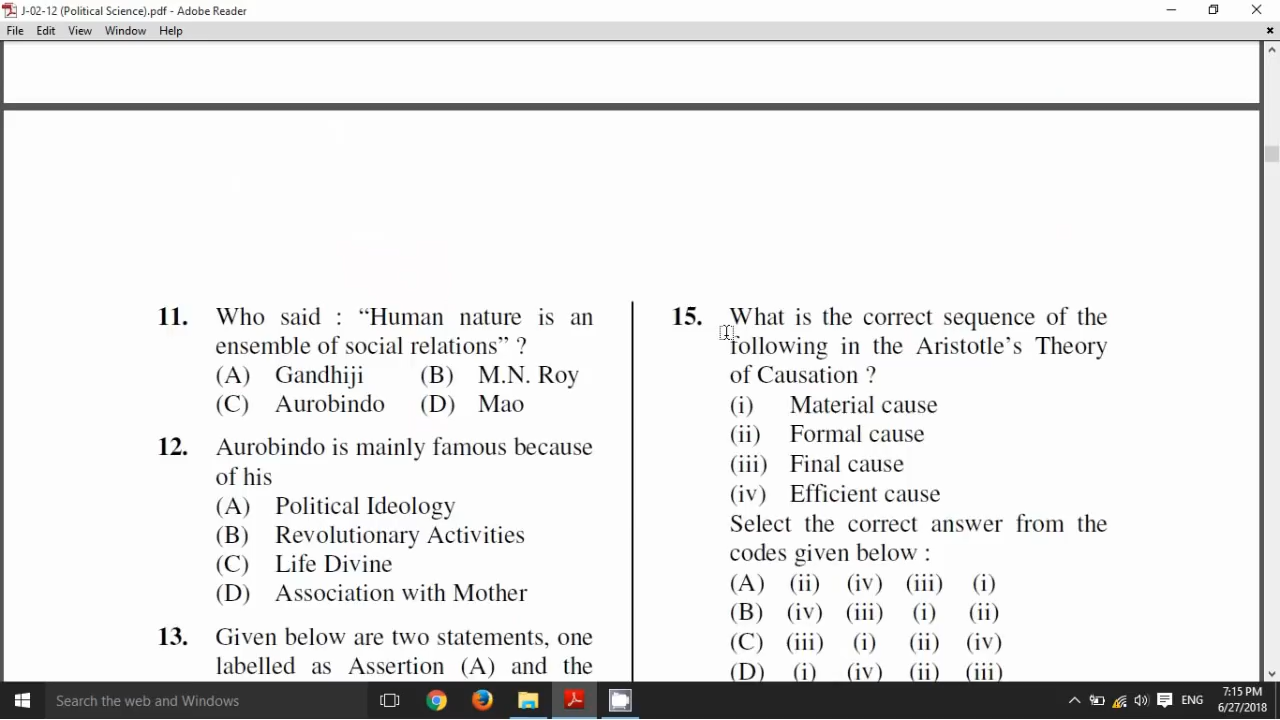 J-02-12 (Political Science).pdf - Adobe Reader
File Edit View Window Help
11. Who said : “Human nature is an
ensemble of social relations” ?
(A) Gandhiji (B) M.N. Roy
(C) Aurobindo (D) Mao
12. Aurobindo is mainly famous because
of his
(A) Political Ideology
(B) Revolutionary Activities
(C) Life Divine
(D) Association with Mother
13. Given below are two statements, one
labelled as Assertion (A) and the
15. What is the correct sequence of the
following in the Aristotle’s Theory
of Causation ?
(i) Material cause
(ii) Formal cause
(iii) Final cause
(iv) Efficient cause
Select the correct answer from the
codes given below :
(A) (ii) (iv) (iii) (i)
(B) (iv) (iii) (i) (ii)
(C) (iii) (i) (ii) (iv)
(D) (i) (iv) (ii) (iii)
Search the web and Windows
ENG
7:15 PM
6/27/2018